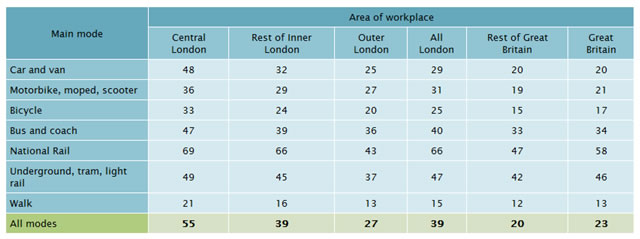 Main mode
Area of workplace
Central London
Rest of Inner London
Outer London
All London
Rest of Great Britain
Great Britain
Car and van 48 32 25 29 20 20
Motorbike, moped, scooter 36 29 27 31 19 21
Bicycle 33 24 20 25 15 17
Bus and coach 47 39 36 40 33 34
National Rail 69 66 43 66 47 58
Underground, tram, light
rail 49 45 37 47 42 46
Walk 21 16 13 15 12 13
All modes 55 39 27 39 20 23